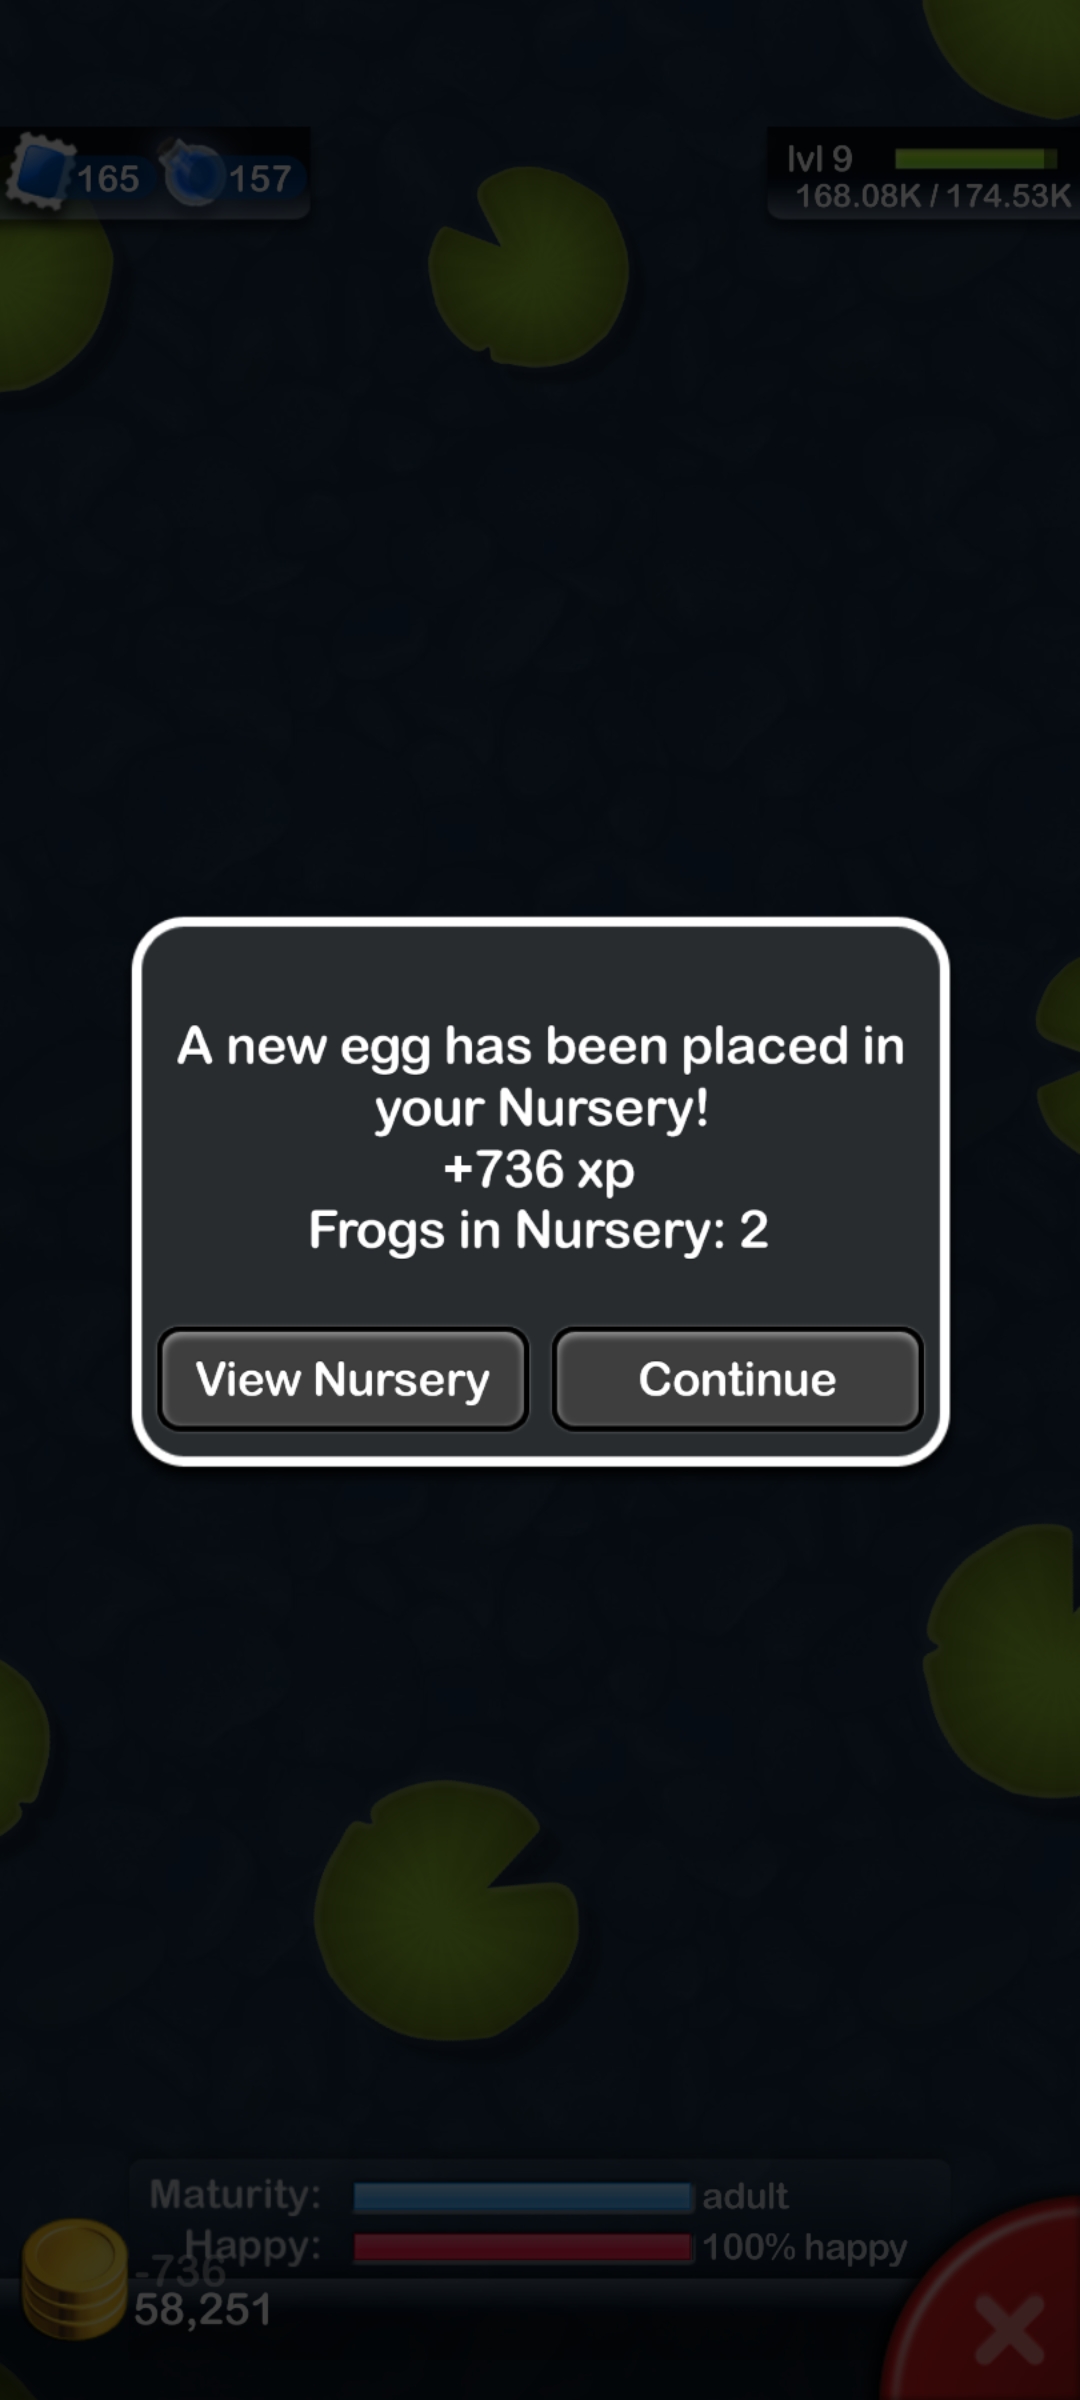 165 157
lvl 9
168.08K / 174.53K
A new egg has been placed in
your Nursery!
+736 xp
Frogs in Nursery: 2
View Nursery Continue
Maturity: adult
Happy: 100% happy
-736
58,251